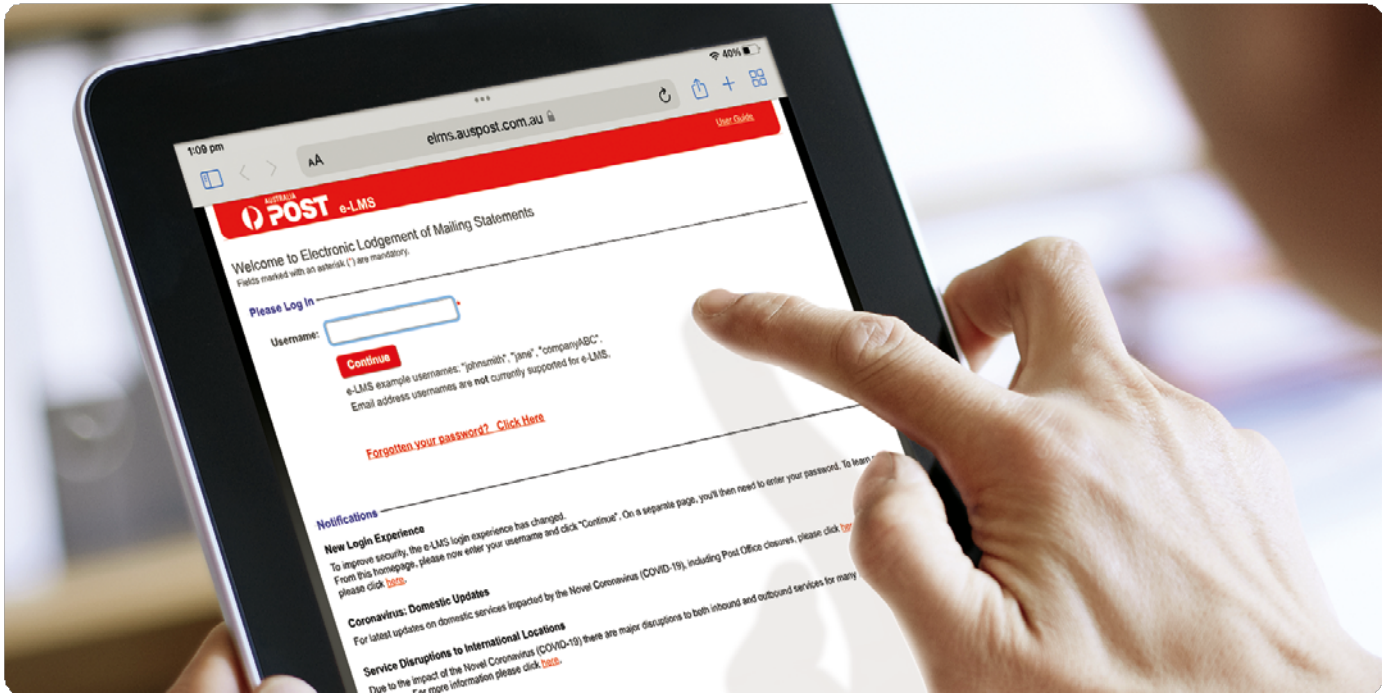 1:09 pm
40%
AA
elms.auspost.com.au
User Guide
AUSTRALIA
POST e-LMS
Welcome to Electronic Lodgement of Mailing Statements
Fields marked with an asterisk (*) are mandatory.
Please Log In
Username: *
Continue
e-LMS example usernames: "johnsmith", "jane", "companyABC".
Email address usernames are not currently supported for e-LMS.
Forgotten your password? Click Here
Notifications
New Login Experience
To improve security, the e-LMS login experience has changed.
From this homepage, please now enter your username and click "Continue". On a separate page, you'll then need to enter your password. To learn
please click here.
Coronavirus: Domestic Updates
For latest updates on domestic services impacted by the Novel Coronavirus (COVID-19), including Post Office closures, please click
Service Disruptions to International Locations
Due to the impact of the Novel Coronavirus (COVID-19) there are major disruptions to both inbound and outbound services for many
For more information please click here.